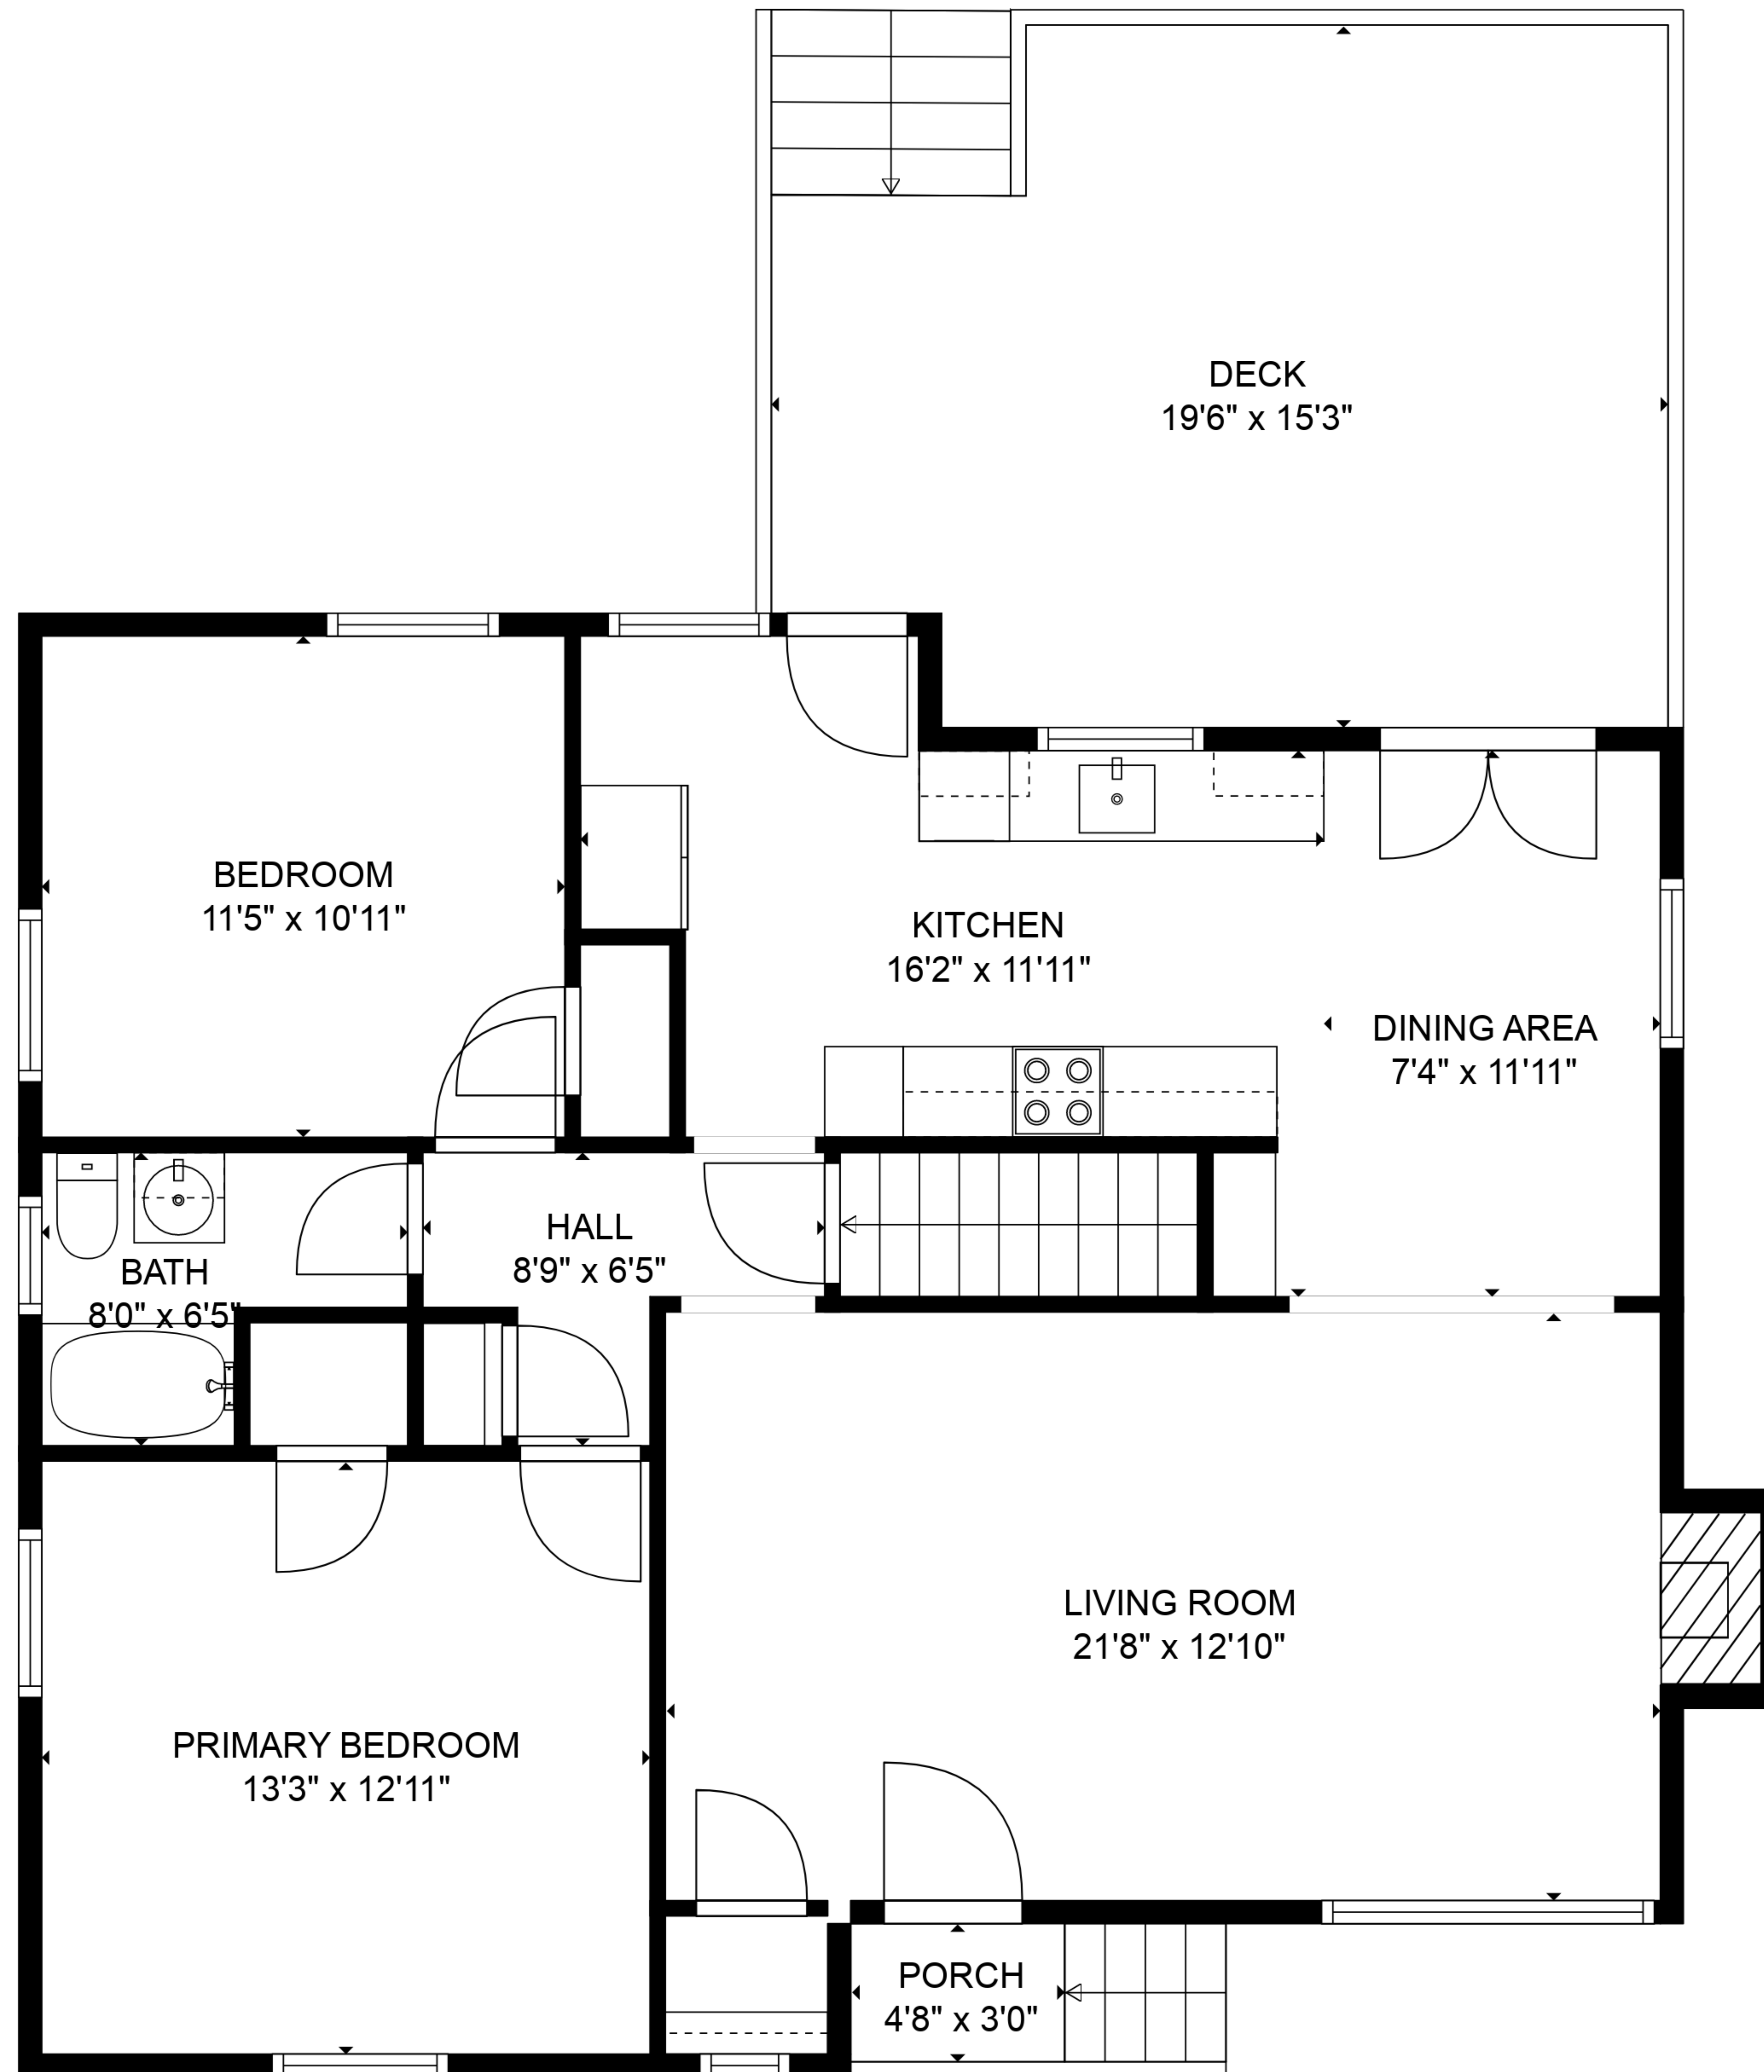 DECK
19'6" x 15'3"
BEDROOM
11'5" x 10'11"
KITCHEN
16'2" x 11'11"
DINING AREA
7'4" x 11'11"
HALL
8'9" x 6'5"
BATH
8'0" x 6'5"
LIVING ROOM
21'8" x 12'10"
PRIMARY BEDROOM
13'3" x 12'11"
PORCH
4'8" x 3'0"